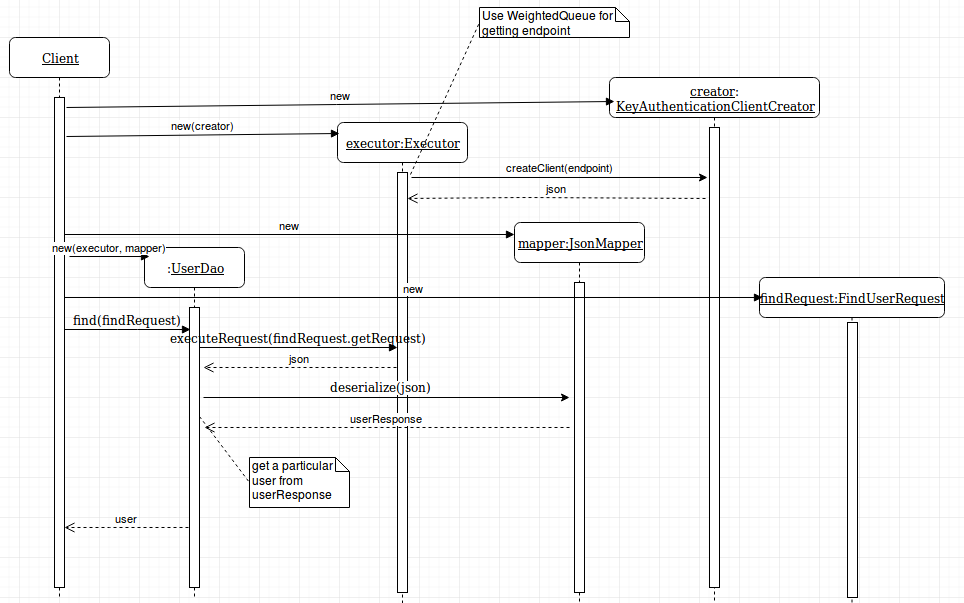 Use WeightedQueue for
getting endpoint
Client
new
creator:
KeyAuthenticationClientCreator
new(creator)
executor:Executor
createClient(endpoint)
json
new
mapper:JsonMapper
new(executor, mapper)
:UserDao
new
findRequest:FindUserRequest
find(findRequest)
executeRequest(findRequest.getRequest)
json
deserialize(json)
userResponse
get a particular
user from
userResponse
user